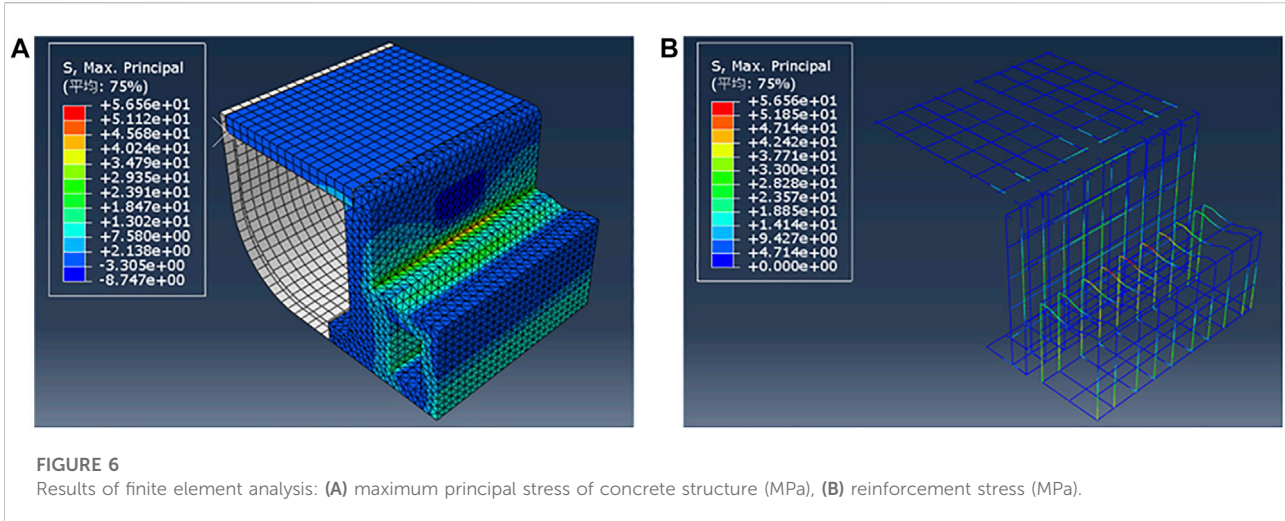 A
S, Max. Principal
(平均: 75%)
+5.656e+01
+5.112e+01
+4.568e+01
+4.024e+01
+3.479e+01
+2.935e+01
+2.391e+01
+1.847e+01
+1.302e+01
+7.580e+00
+2.138e+00
-3.305e+00
-8.747e+00
B
S, Max. Principal
(平均: 75%)
+5.656e+01
+5.185e+01
+4.714e+01
+4.242e+01
+3.771e+01
+3.300e+01
+2.828e+01
+2.357e+01
+1.885e+01
+1.414e+01
+9.427e+00
+4.714e+00
+0.000e+00
FIGURE 6
Results of finite element analysis: (A) maximum principal stress of concrete structure (MPa), (B) reinforcement stress (MPa).